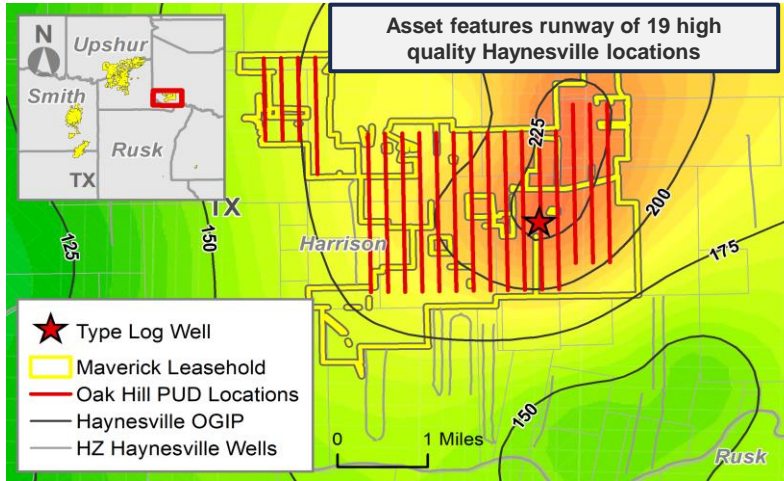 Asset features runway of 19 high
quality Haynesville locations
N
Upshur
Smith
Rusk
TX
TX
Harrison
225
200
175
150
125
150
Rusk
Type Log Well
Maverick Leasehold
Oak Hill PUD Locations
Haynesville OGIP
HZ Haynesville Wells
0 1 Miles